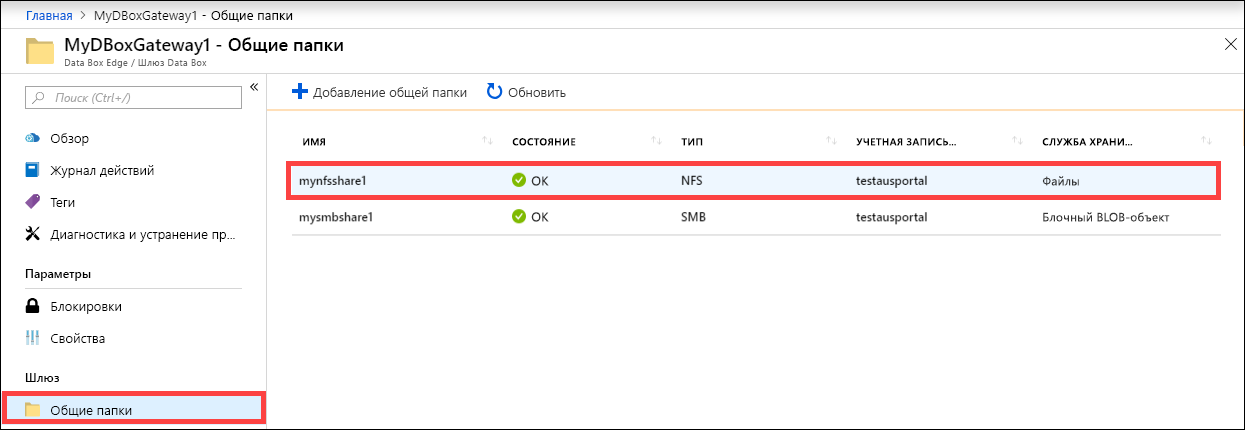 Главная > MyDBoxGateway1 - Общие папки
MyDBoxGateway1 - Общие папки
Data Box Edge / Шлюз Data Box
Поиск (Ctrl+/)
«
Обзор
Журнал действий
Теги
Диагностика и устранение пр...
Параметры
Блокировки
Свойства
Шлюз
Общие папки
Добавление общей папки Обновить
ИМЯ СОСТОЯНИЕ ТИП УЧЕТНАЯ ЗАПИСЬ... СЛУЖБА ХРАНИ...
mynfsshare1 ОК NFS testausportal Файлы
mysmbshare1 ОК SMB testausportal Блочный BLOB-объект